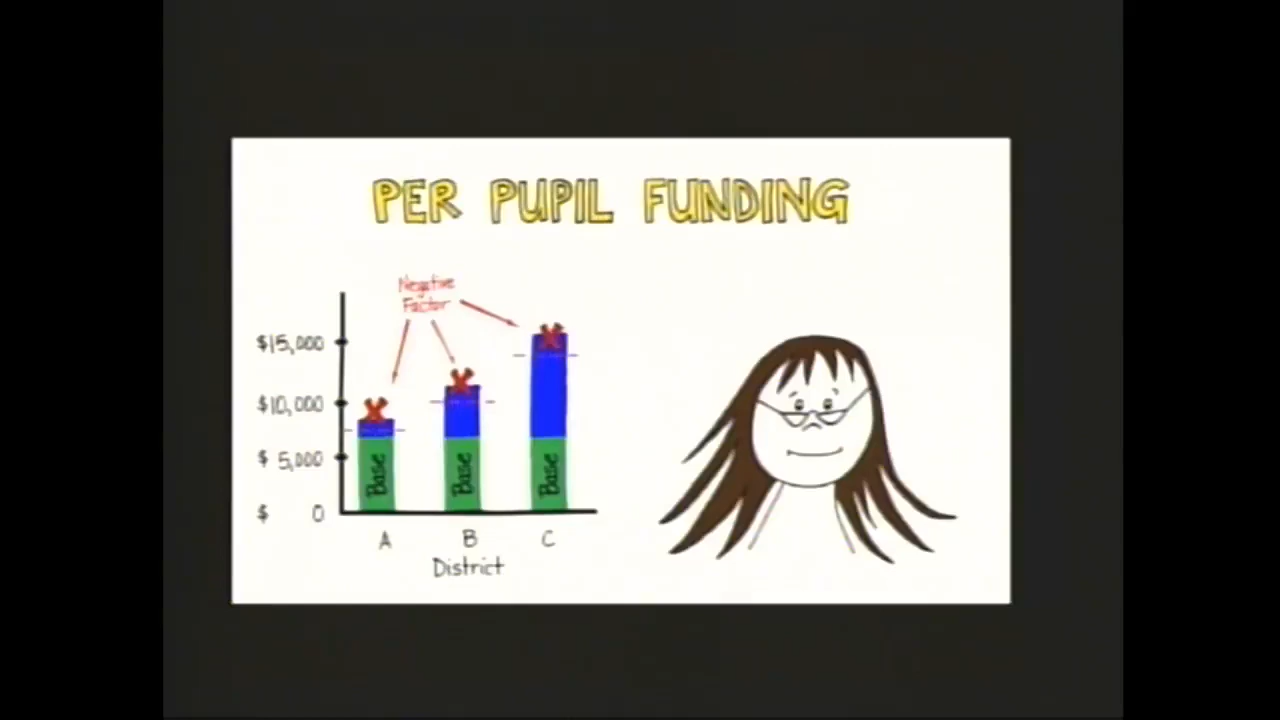 PER PUPIL FUNDING
Negative
Factor
$15,000
$10,000
$ 5,000
$ 0
Base
Base
Base
A B C
District